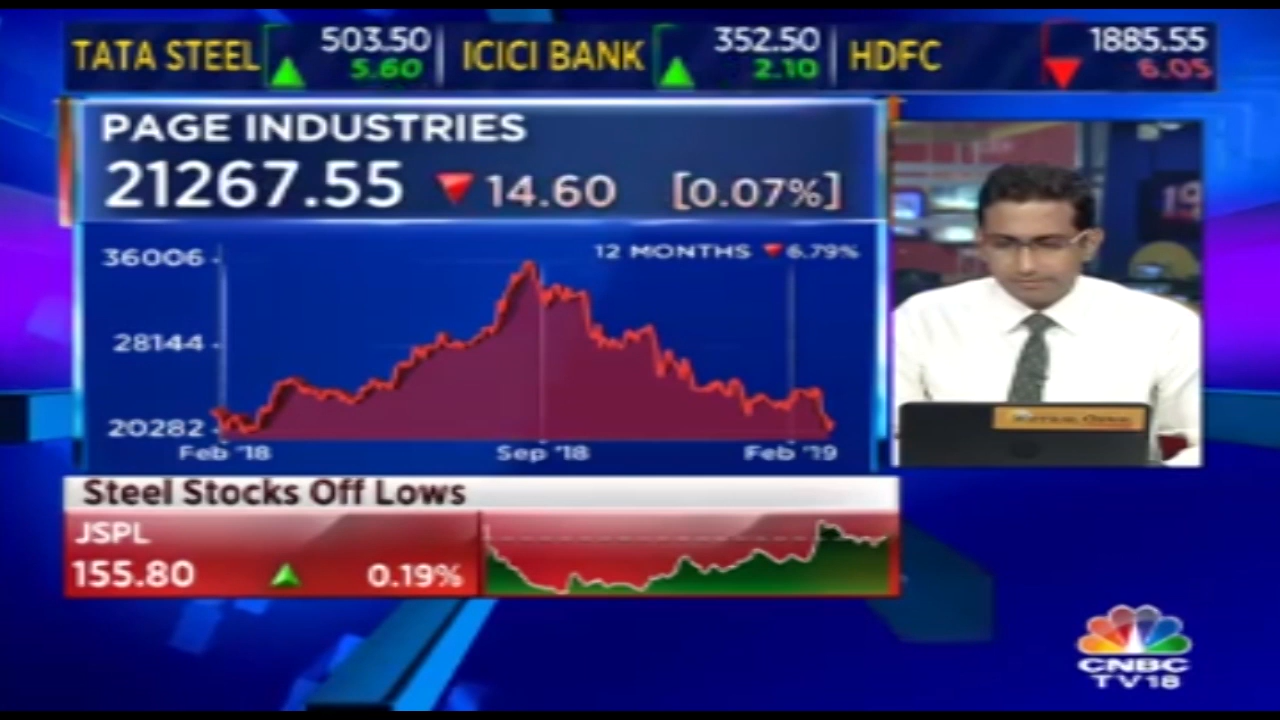 TATA STEEL 503.50 ICICI BANK 352.50 HDFC 1885.55
5.60 2.10 6.05
PAGE INDUSTRIES
21267.55 14.60 [0.07%]
12 MONTHS 6.79%
36006
28144
20282
Feb '18 Sep '18 Feb '19
19
Steel Stocks Off Lows
JSPL
155.80 0.19%
CNBC
TV18